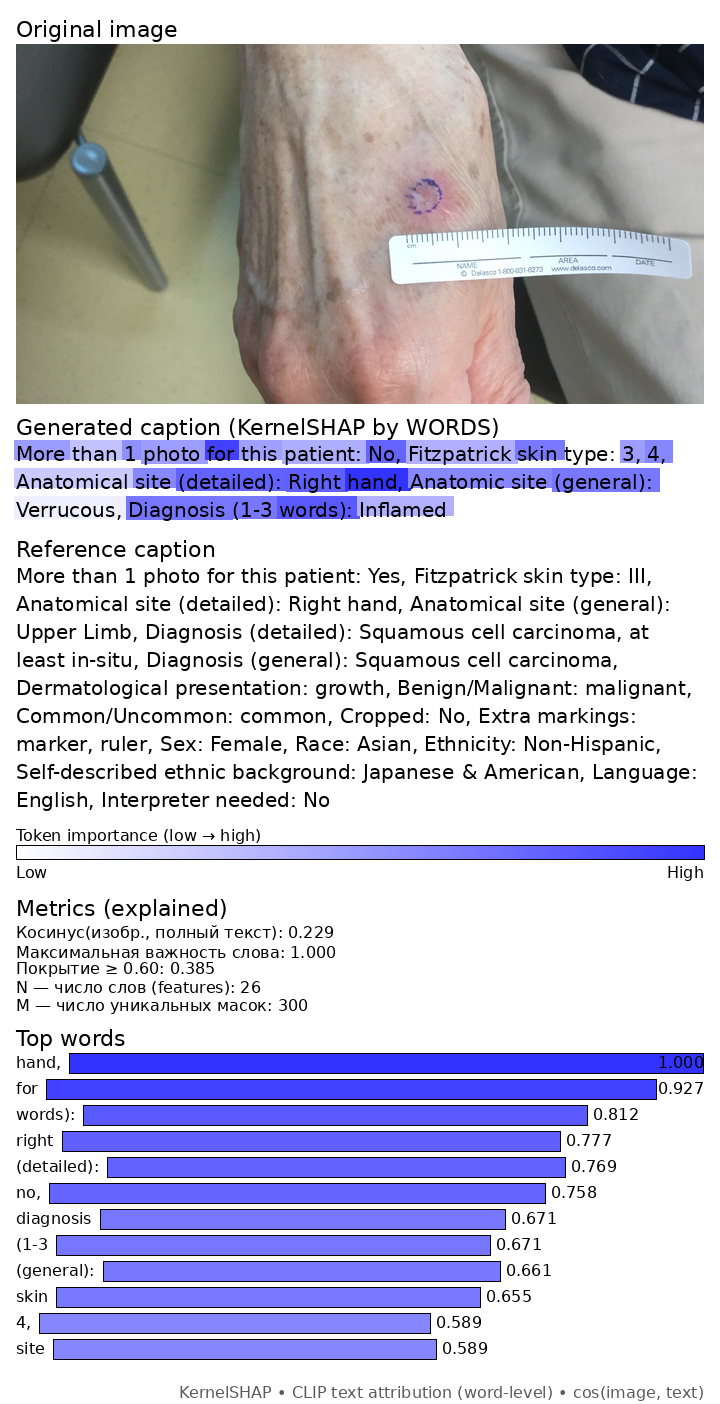 Original image
cm
NAME
AREA
DATE
© Delasco 1-800-831-6273 www.delasco.com
Generated caption (KernelSHAP by WORDS)
More than 1 photo for this patient: No, Fitzpatrick skin type: 3, 4,
Anatomical site (detailed): Right hand, Anatomic site (general):
Verrucous, Diagnosis (1-3 words): Inflamed
Reference caption
More than 1 photo for this patient: Yes, Fitzpatrick skin type: III,
Anatomical site (detailed): Right hand, Anatomical site (general):
Upper Limb, Diagnosis (detailed): Squamous cell carcinoma, at
least in-situ, Diagnosis (general): Squamous cell carcinoma,
Dermatological presentation: growth, Benign/Malignant: malignant,
Common/Uncommon: common, Cropped: No, Extra markings:
marker, ruler, Sex: Female, Race: Asian, Ethnicity: Non-Hispanic,
Self-described ethnic background: Japanese & American, Language:
English, Interpreter needed: No
Token importance (low → high)
Low High
Metrics (explained)
Косинус(изобр., полный текст): 0.229
Максимальная важность слова: 1.000
Покрытие ≥ 0.60: 0.385
N — число слов (features): 26
M — число уникальных масок: 300
Top words
hand, 1.000
for 0.927
words): 0.812
right 0.777
(detailed): 0.769
no, 0.758
diagnosis 0.671
(1-3 0.671
(general): 0.661
skin 0.655
4, 0.589
site 0.589
KernelSHAP • CLIP text attribution (word-level) • cos(image, text)